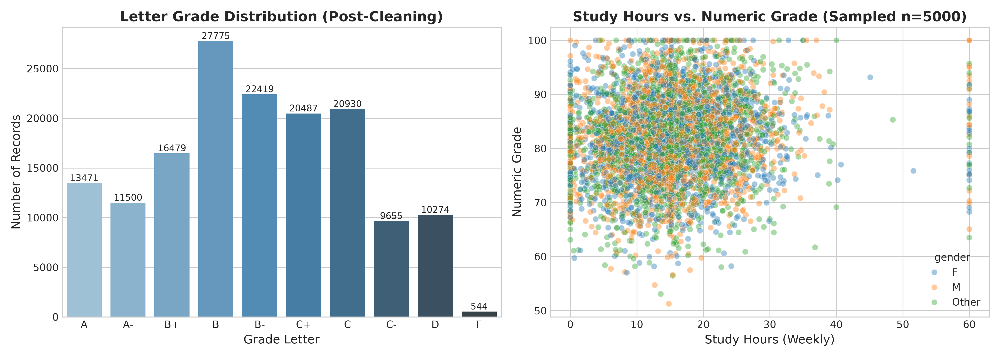 Letter Grade Distribution (Post-Cleaning)
27775
22419
20930
20487
16479
13471
11500
10274
9655
544
25000
20000
15000
10000
5000
0
Number of Records
A A- B+ B B- C+ C C- D F
Grade Letter
Study Hours vs. Numeric Grade (Sampled n=5000)
100
90
80
70
60
50
Numeric Grade
gender
F
M
Other
0 10 20 30 40 50 60
Study Hours (Weekly)